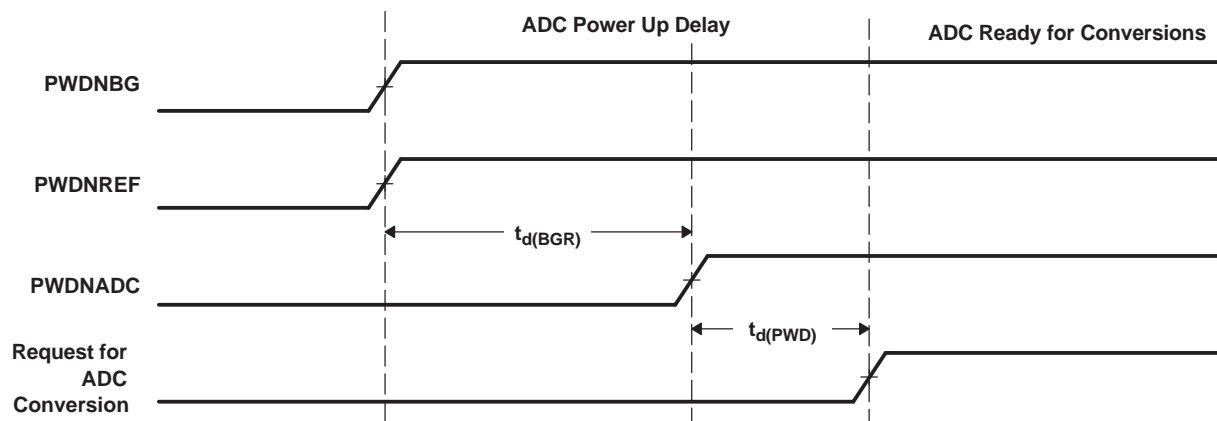 ADC Power Up Delay
ADC Ready for Conversions
PWDNBG
PWDNREF
td(BGR)
PWDNADC
td(PWD)
Request for
ADC
Conversion